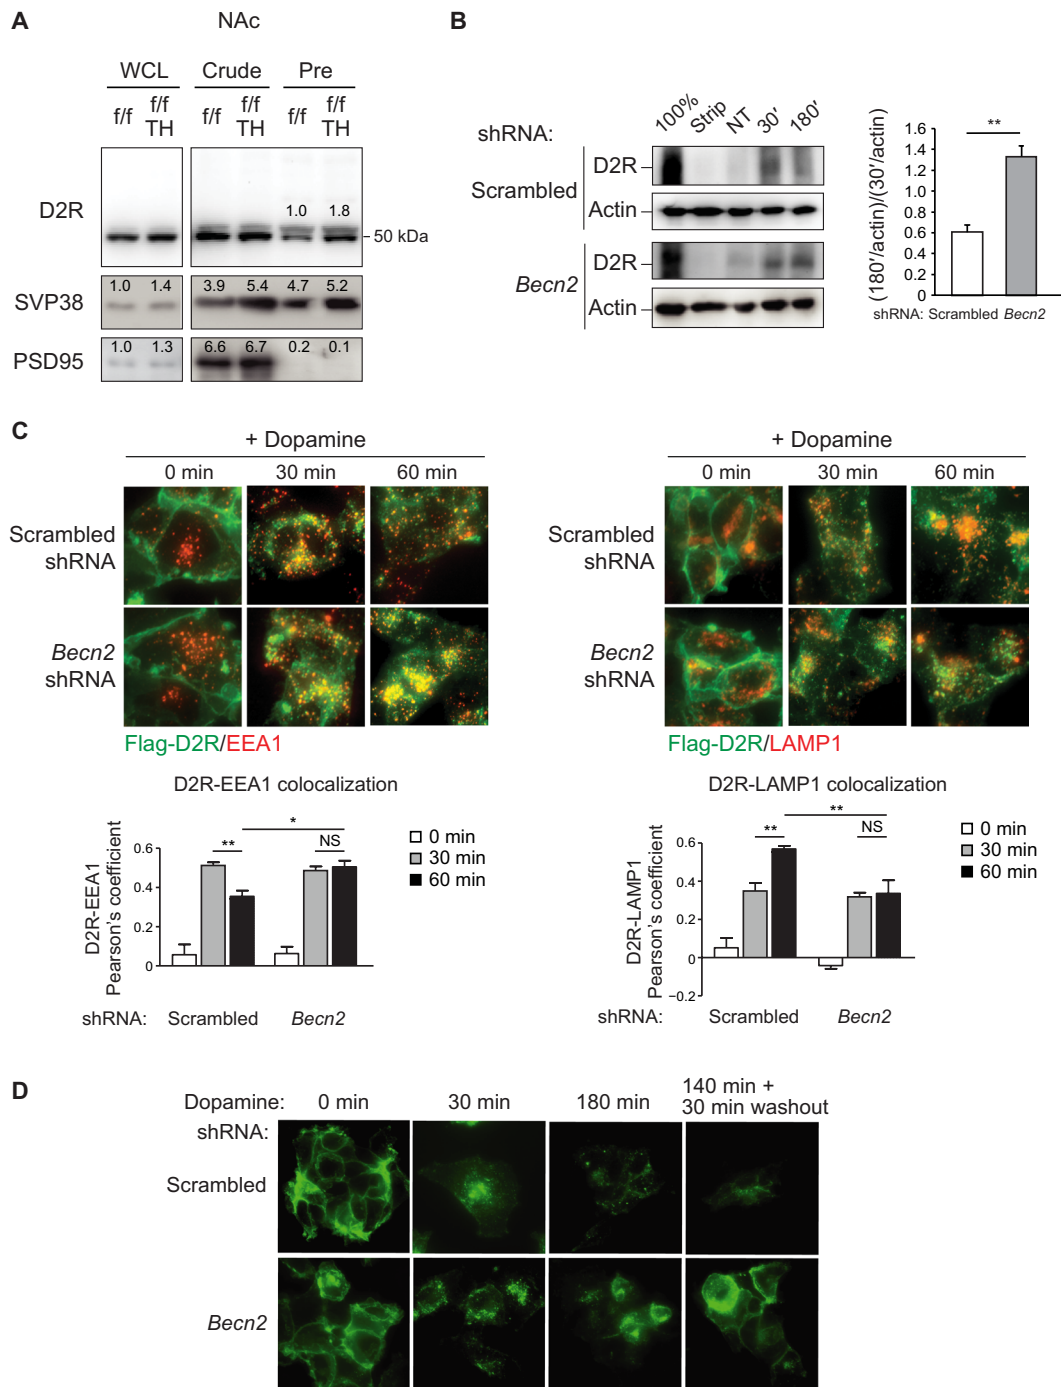 A
NAc
WCL Crude Pre
f/f f/f TH f/f f/f TH f/f f/f TH
D2R
1.0 1.8
50 kDa
SVP38
1.0 1.4 3.9 5.4 4.7 5.2
PSD95
1.0 1.3 6.6 6.7 0.2 0.1
B
shRNA:
100% Strip NT 30′ 180′
Scrambled
D2R
Actin
Becn2
D2R
Actin
(180′/actin)/(30′/actin)
1.6
1.4
1.2
1.0
0.8
0.6
0.4
0.2
0
**
shRNA: Scrambled Becn2
C
+ Dopamine
0 min 30 min 60 min
Scrambled
shRNA
Becn2
shRNA
Flag-D2R/EEA1
D2R-EEA1 colocalization
D2R-EEA1
Pearson's coefficient
0.6
0.4
0.2
0
**
*
NS
0 min
30 min
60 min
shRNA: Scrambled Becn2
+ Dopamine
0 min 30 min 60 min
Scrambled
shRNA
Becn2
shRNA
Flag-D2R/LAMP1
D2R-LAMP1 colocalization
D2R-LAMP1
Pearson's coefficient
0.6
0.4
0.2
0
−0.2
**
**
NS
0 min
30 min
60 min
shRNA: Scrambled Becn2
D
Dopamine: 0 min 30 min 180 min 140 min +
30 min washout
shRNA:
Scrambled
Becn2